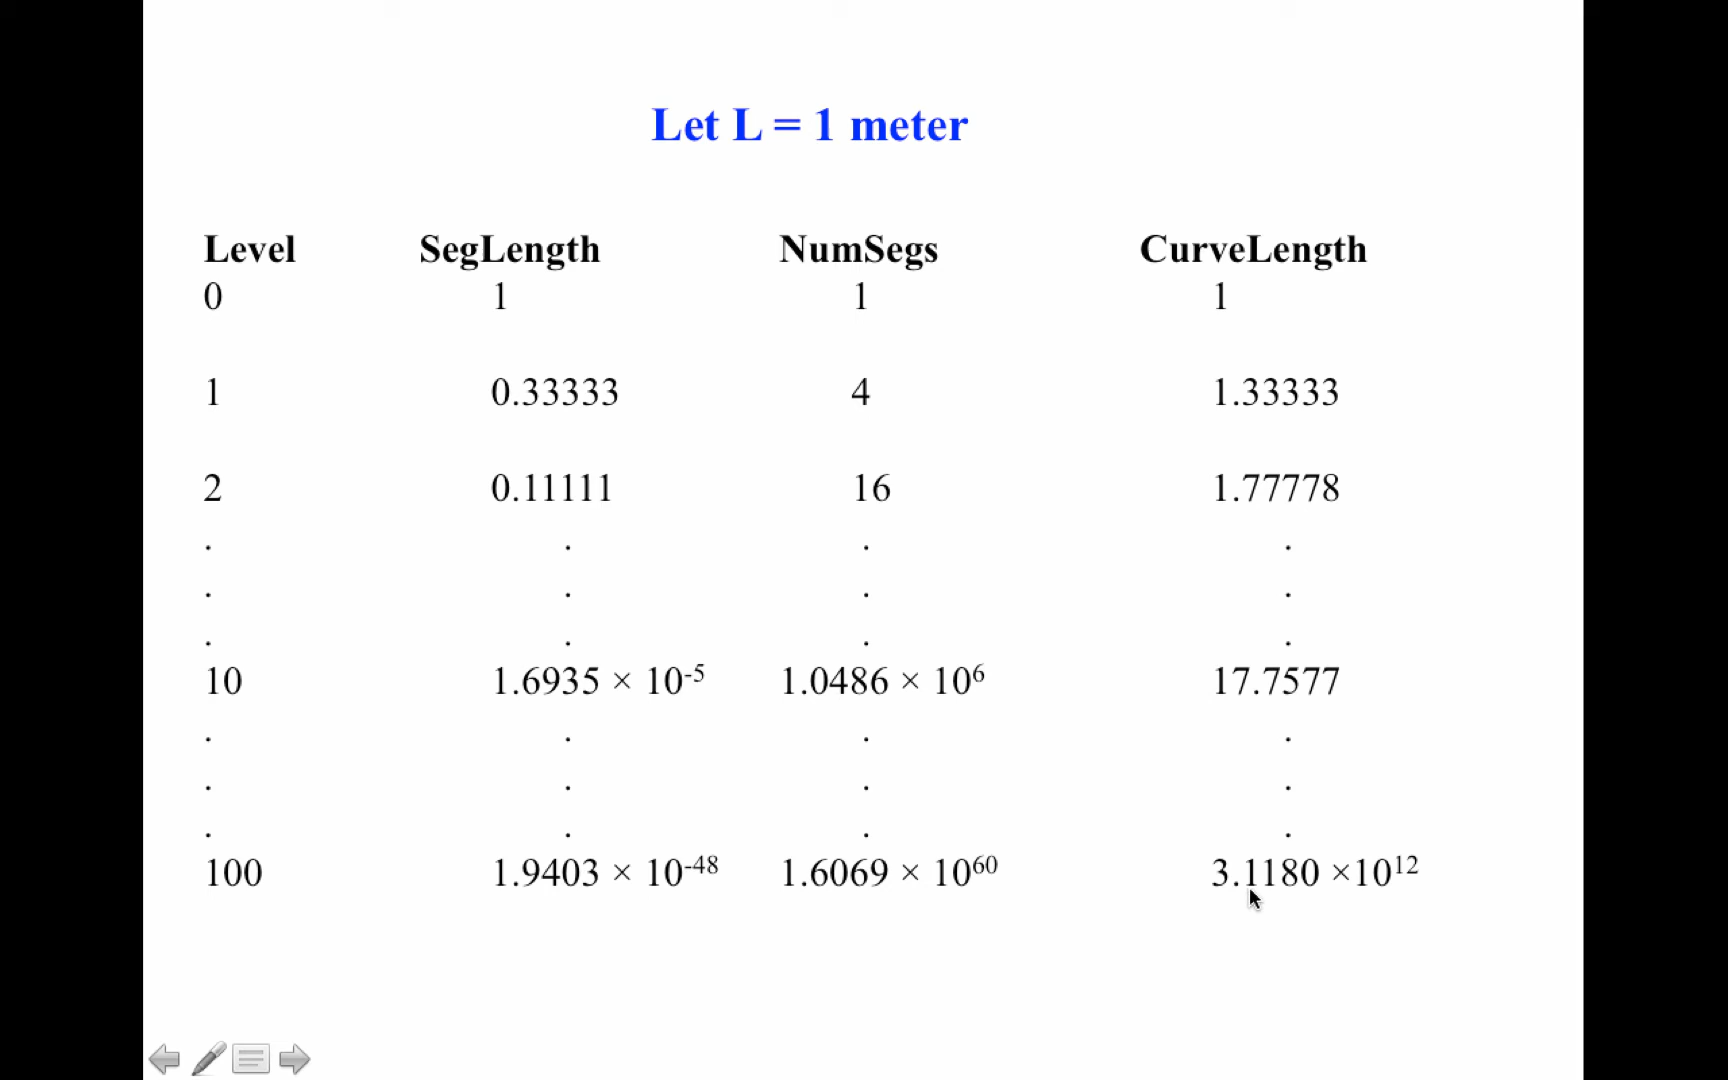 Let L = 1 meter
Level SegLength NumSegs CurveLength
0 1 1 1
1 0.33333 4 1.33333
2 0.11111 16 1.77778
. . . .
. . . .
. . . .
10 1.6935 × 10⁻⁵ 1.0486 × 10⁶ 17.7577
. . . .
. . . .
. . . .
100 1.9403 × 10⁻⁴⁸ 1.6069 × 10⁶⁰ 3.1180 ×10¹²